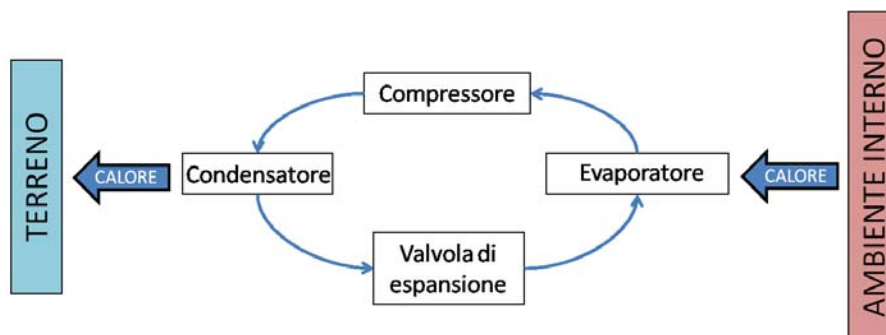 TERRENO
CALORE
Condensatore
Compressore
Valvola di
espansione
Evaporatore
CALORE
AMBIENTE INTERNO